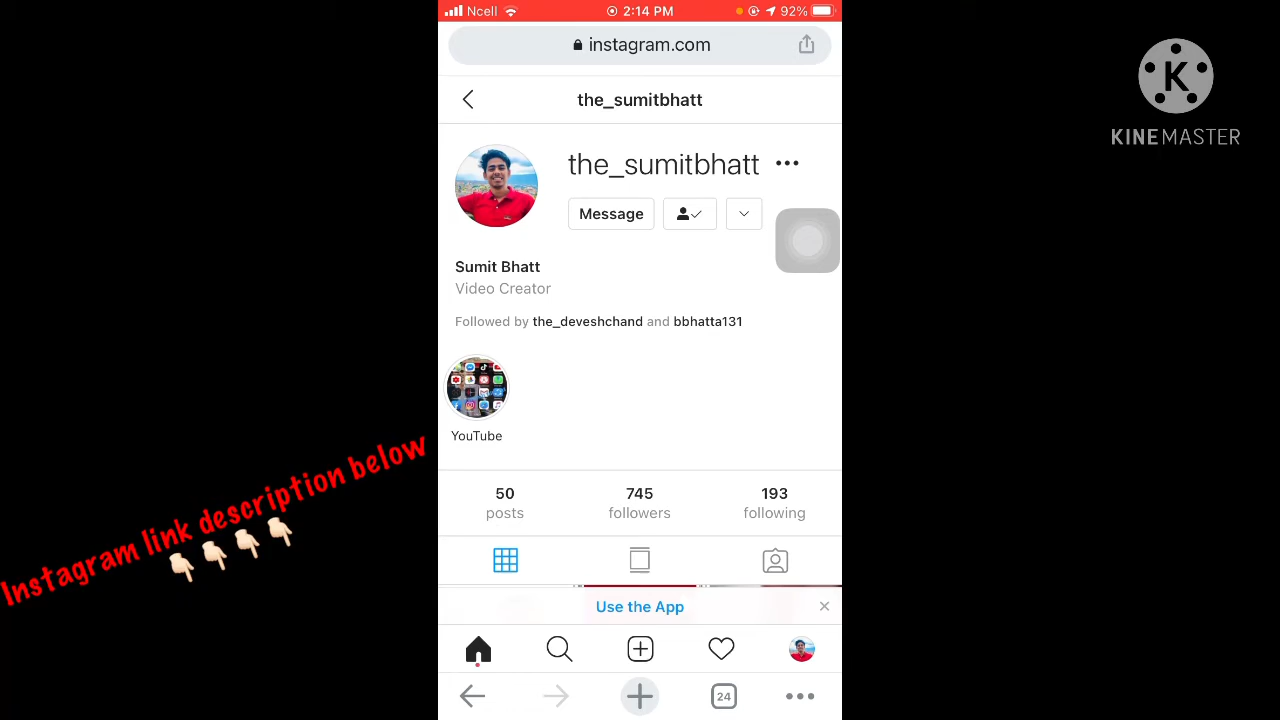 Ncell 2:14 PM 92%
instagram.com
KINEMASTER
the_sumitbhatt
the_sumitbhatt
Message
Sumit Bhatt
Video Creator
Followed by the_deveshchand and bbhatta131
YouTube
Instagram link description below
50 745 193
posts followers following
Use the App
24